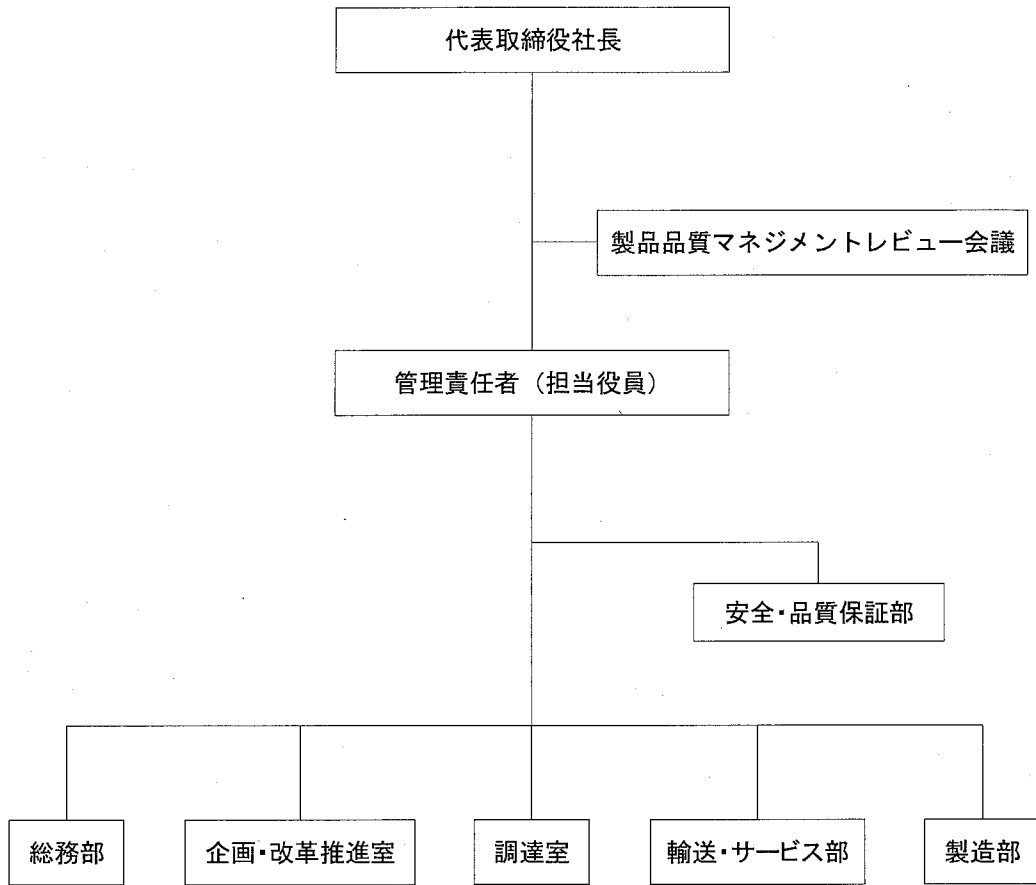 代表取締役社長
製品品質マネジメントレビュー会議
管理責任者（担当役員）
安全・品質保証部
総務部
企画・改革推進室
調達室
輸送・サービス部
製造部